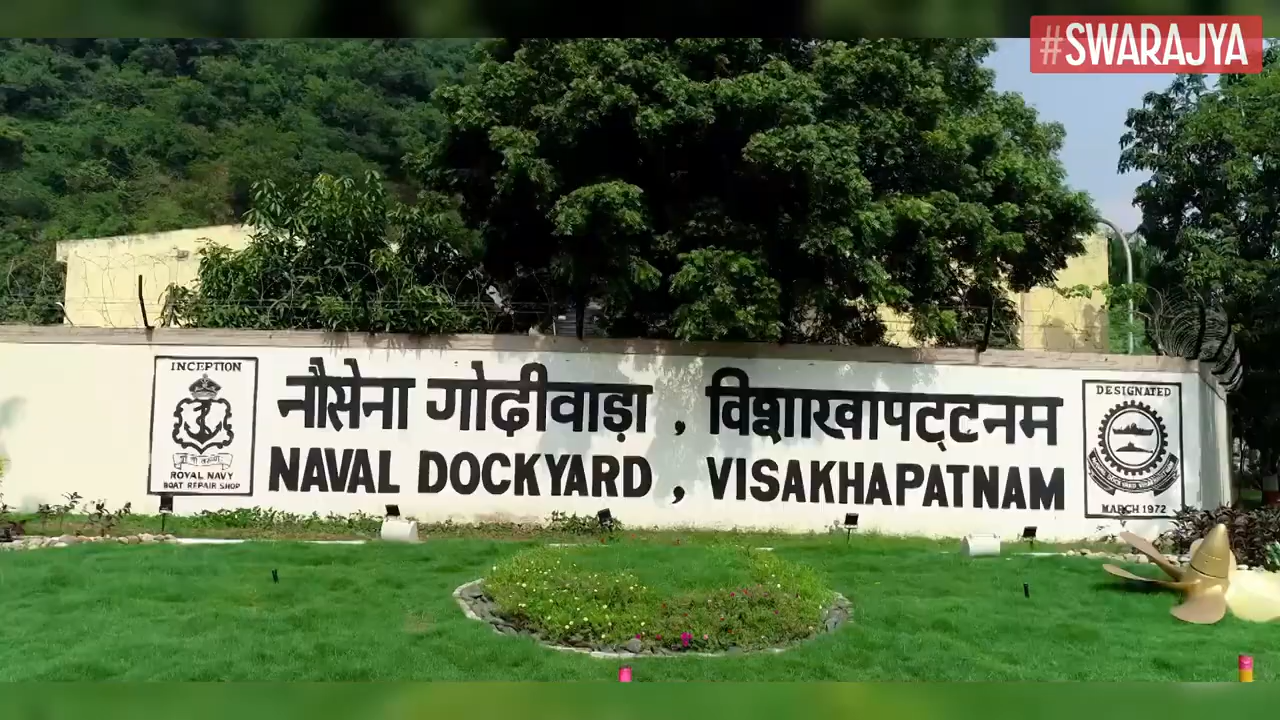 #SWARAJYA
INCEPTION
ROYAL NAVY
BOAT REPAIR SHOP
नौसेना गोदीवाड़ा , विशाखापट्टनम
NAVAL DOCKYARD , VISAKHAPATNAM
DESIGNATED
MARCH 1972